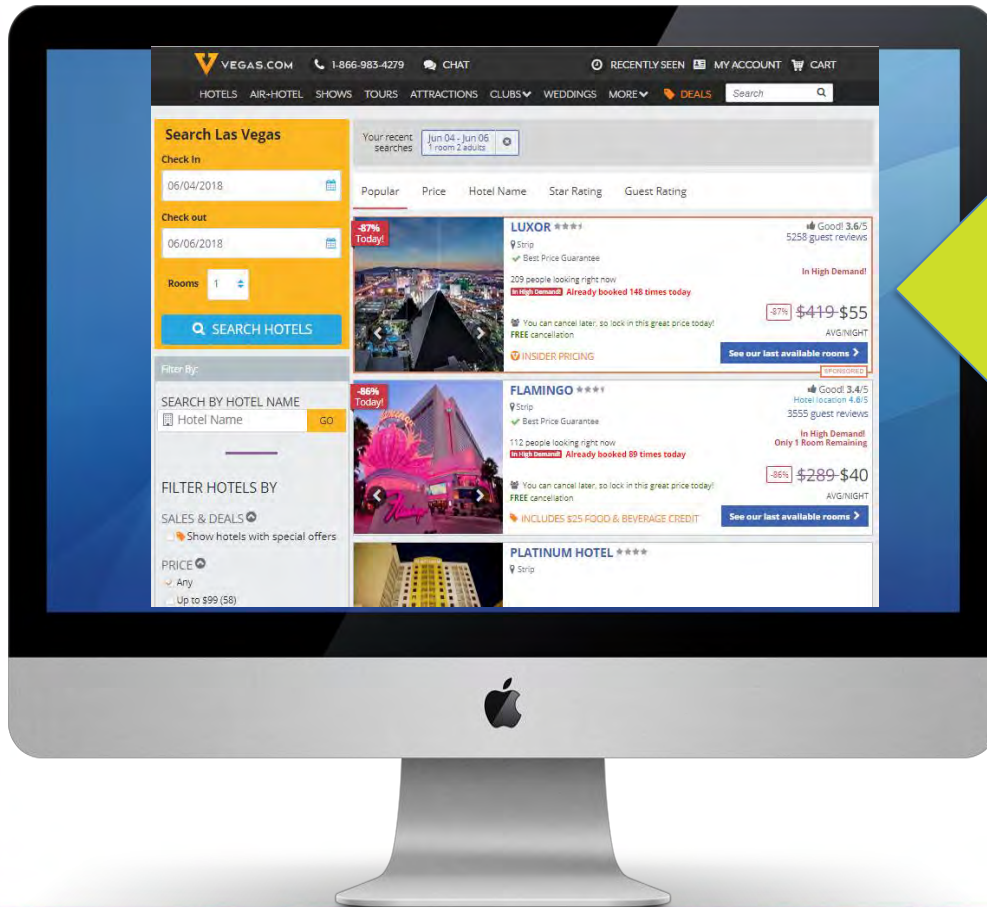 VEGAS.COM 1-866-983-4279 CHAT RECENTLY SEEN MY ACCOUNT CART
HOTELS AIR+HOTEL SHOWS TOURS ATTRACTIONS CLUBS WEDDINGS MORE DEALS Search
Search Las Vegas
Check In
06/04/2018
Check out
06/06/2018
Rooms 1
SEARCH HOTELS
Filter By:
SEARCH BY HOTEL NAME
Hotel Name GO
FILTER HOTELS BY
SALES & DEALS
Show hotels with special offers
PRICE
Any
Up to $99 (58)
Your recent
searches
Jun 04 - Jun 06
1 room 2 adults
Popular Price Hotel Name Star Rating Guest Rating
-87%
Today!
LUXOR
Strip
Best Price Guarantee
209 people looking right now
In High Demand! Already booked 148 times today
You can cancel later, so lock in this great price today!
FREE cancellation
INSIDER PRICING
Good! 3.6/5
5258 guest reviews
In High Demand!
-87% $419 $55
AVG/NIGHT
See our last available rooms
SPONSORED
-86%
Today!
Flamingo
FLAMINGO
Strip
Best Price Guarantee
112 people looking right now
In High Demand! Already booked 89 times today
You can cancel later, so lock in this great price today!
FREE cancellation
INCLUDES $25 FOOD & BEVERAGE CREDIT
Good! 3.4/5
Hotel location 4.6/5
3555 guest reviews
In High Demand!
Only 1 Room Remaining
-86% $289 $40
AVG/NIGHT
See our last available rooms
PLATINUM HOTEL
Strip